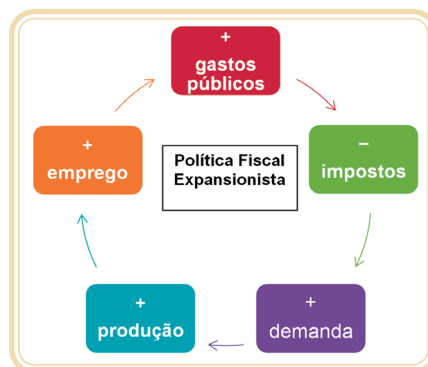 +
gastos
públicos
−
impostos
+
demanda
+
produção
+
emprego
Política Fiscal
Expansionista